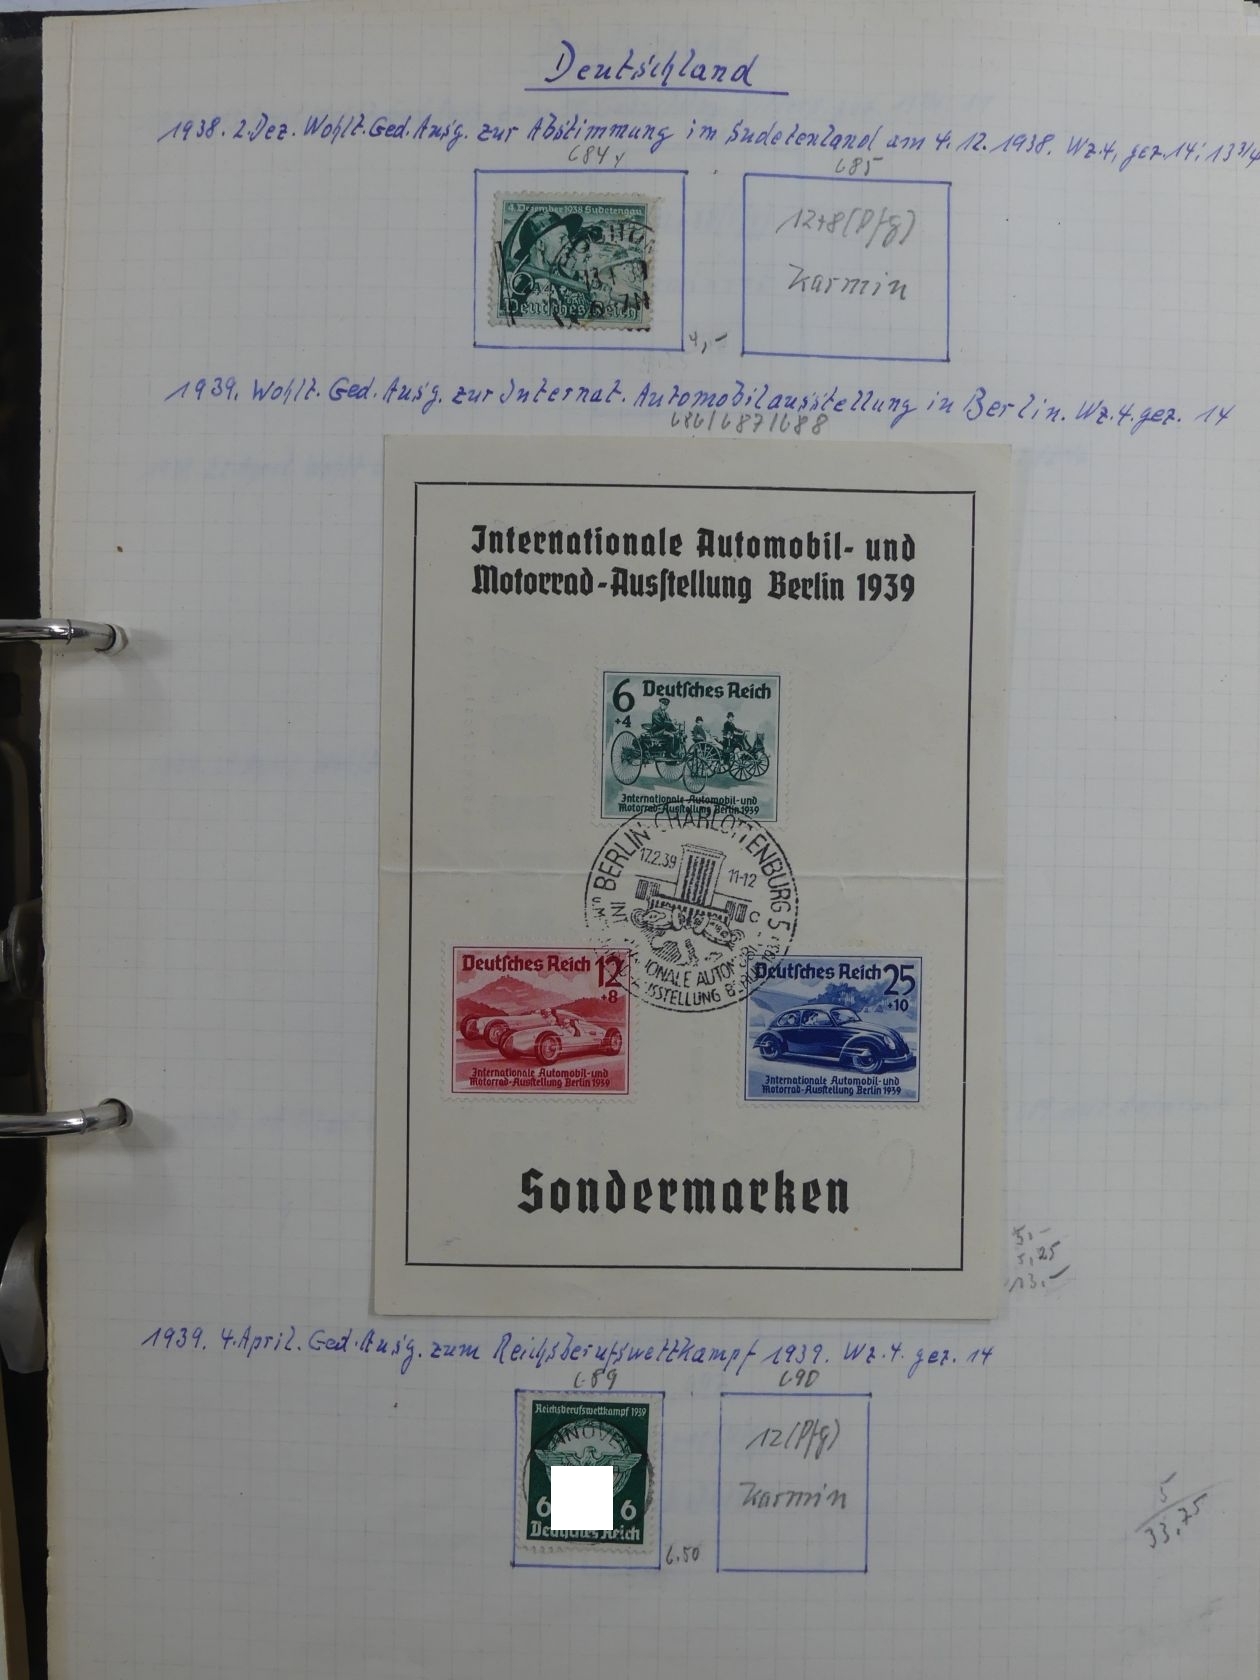 Deutschland
1938. 2.Dez. Wohlt.Ged.Ausg. zur Abstimmung im Sudetenland am 4.12.1938. Wz.4, gez.14:13 3/4
684y
685
4. Dezember 1938 Sudetengau
Deutsches Reich
12+8(Pfg)
Karmin
4,-
1939. Wohlt. Ged. Ausg. zur Internat. Automobilausstellung in Berlin. Wz.4. gez. 14
686/687/688
Internationale Automobil- und
Motorrad-Ausstellung Berlin 1939
6 Deutsches Reich
+4
Internationale Automobil-und
Motorrad-Ausstellung Berlin 1939
BERLIN-CHARLOTTENBURG 5
17.2.39
11-12
c
Deutsches Reich 12
+8
Internationale Automobil-und
Motorrad-Ausstellung Berlin 1939
Deutsches Reich 25
+10
Internationale Automobil-und
Motorrad-Ausstellung Berlin 1939
Sondermarken
5,-
5,25
13,-
1939. 4.April. Ged.Ausg. zum Reichsberufswettkampf 1939. Wz.4. gez. 14
689
690
Reichsberufswettkampf 1939
6 6
Deutsches Reich
12(Pfg)
Karmin
6.50
5
33,75